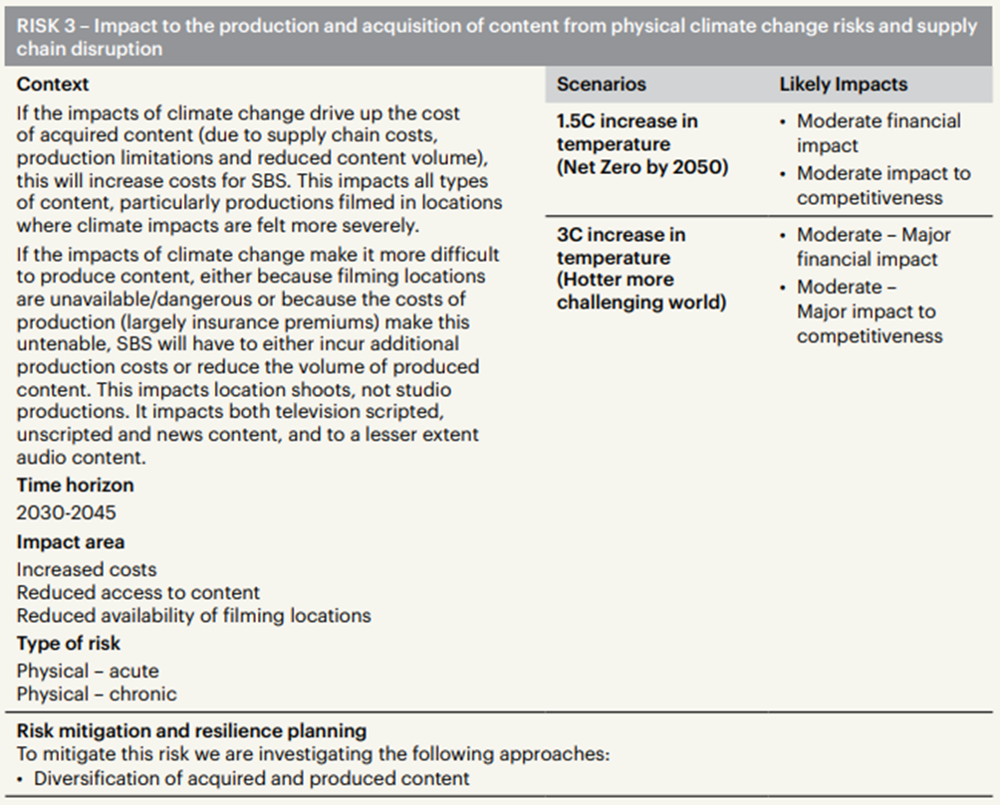 RISK 3 – Impact to the production and acquisition of content from physical climate change risks and supply
chain disruption
Context
If the impacts of climate change drive up the cost
of acquired content (due to supply chain costs,
production limitations and reduced content volume),
this will increase costs for SBS. This impacts all types
of content, particularly productions filmed in locations
where climate impacts are felt more severely.
If the impacts of climate change make it more difficult
to produce content, either because filming locations
are unavailable/dangerous or because the costs of
production (largely insurance premiums) make this
untenable, SBS will have to either incur additional
production costs or reduce the volume of produced
content. This impacts location shoots, not studio
productions. It impacts both television scripted,
unscripted and news content, and to a lesser extent
audio content.
Time horizon
2030-2045
Impact area
Increased costs
Reduced access to content
Reduced availability of filming locations
Type of risk
Physical – acute
Physical – chronic
Scenarios
Likely Impacts
1.5C increase in
temperature
(Net Zero by 2050)
• Moderate financial
impact
• Moderate impact to
competitiveness
3C increase in
temperature
(Hotter more
challenging world)
• Moderate – Major
financial impact
• Moderate –
Major impact to
competitiveness
Risk mitigation and resilience planning
To mitigate this risk we are investigating the following approaches:
• Diversification of acquired and produced content